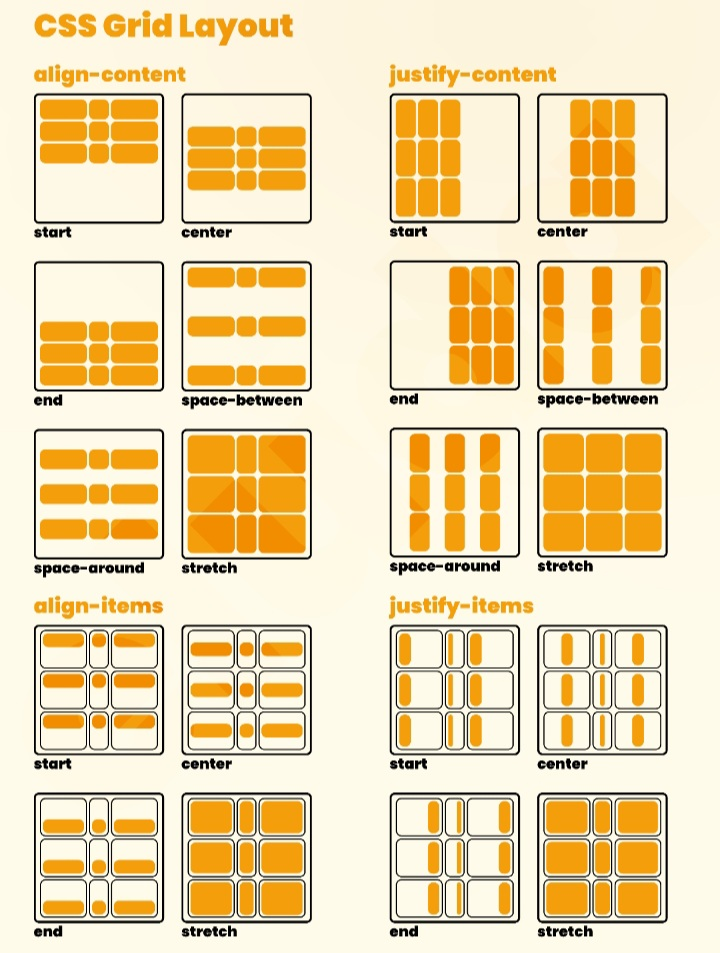 CSS Grid Layout
align-content
justify-content
start
center
start
center
end
space-between
end
space-between
space-around
stretch
space-around
stretch
align-items
justify-items
start
center
start
center
end
stretch
end
stretch